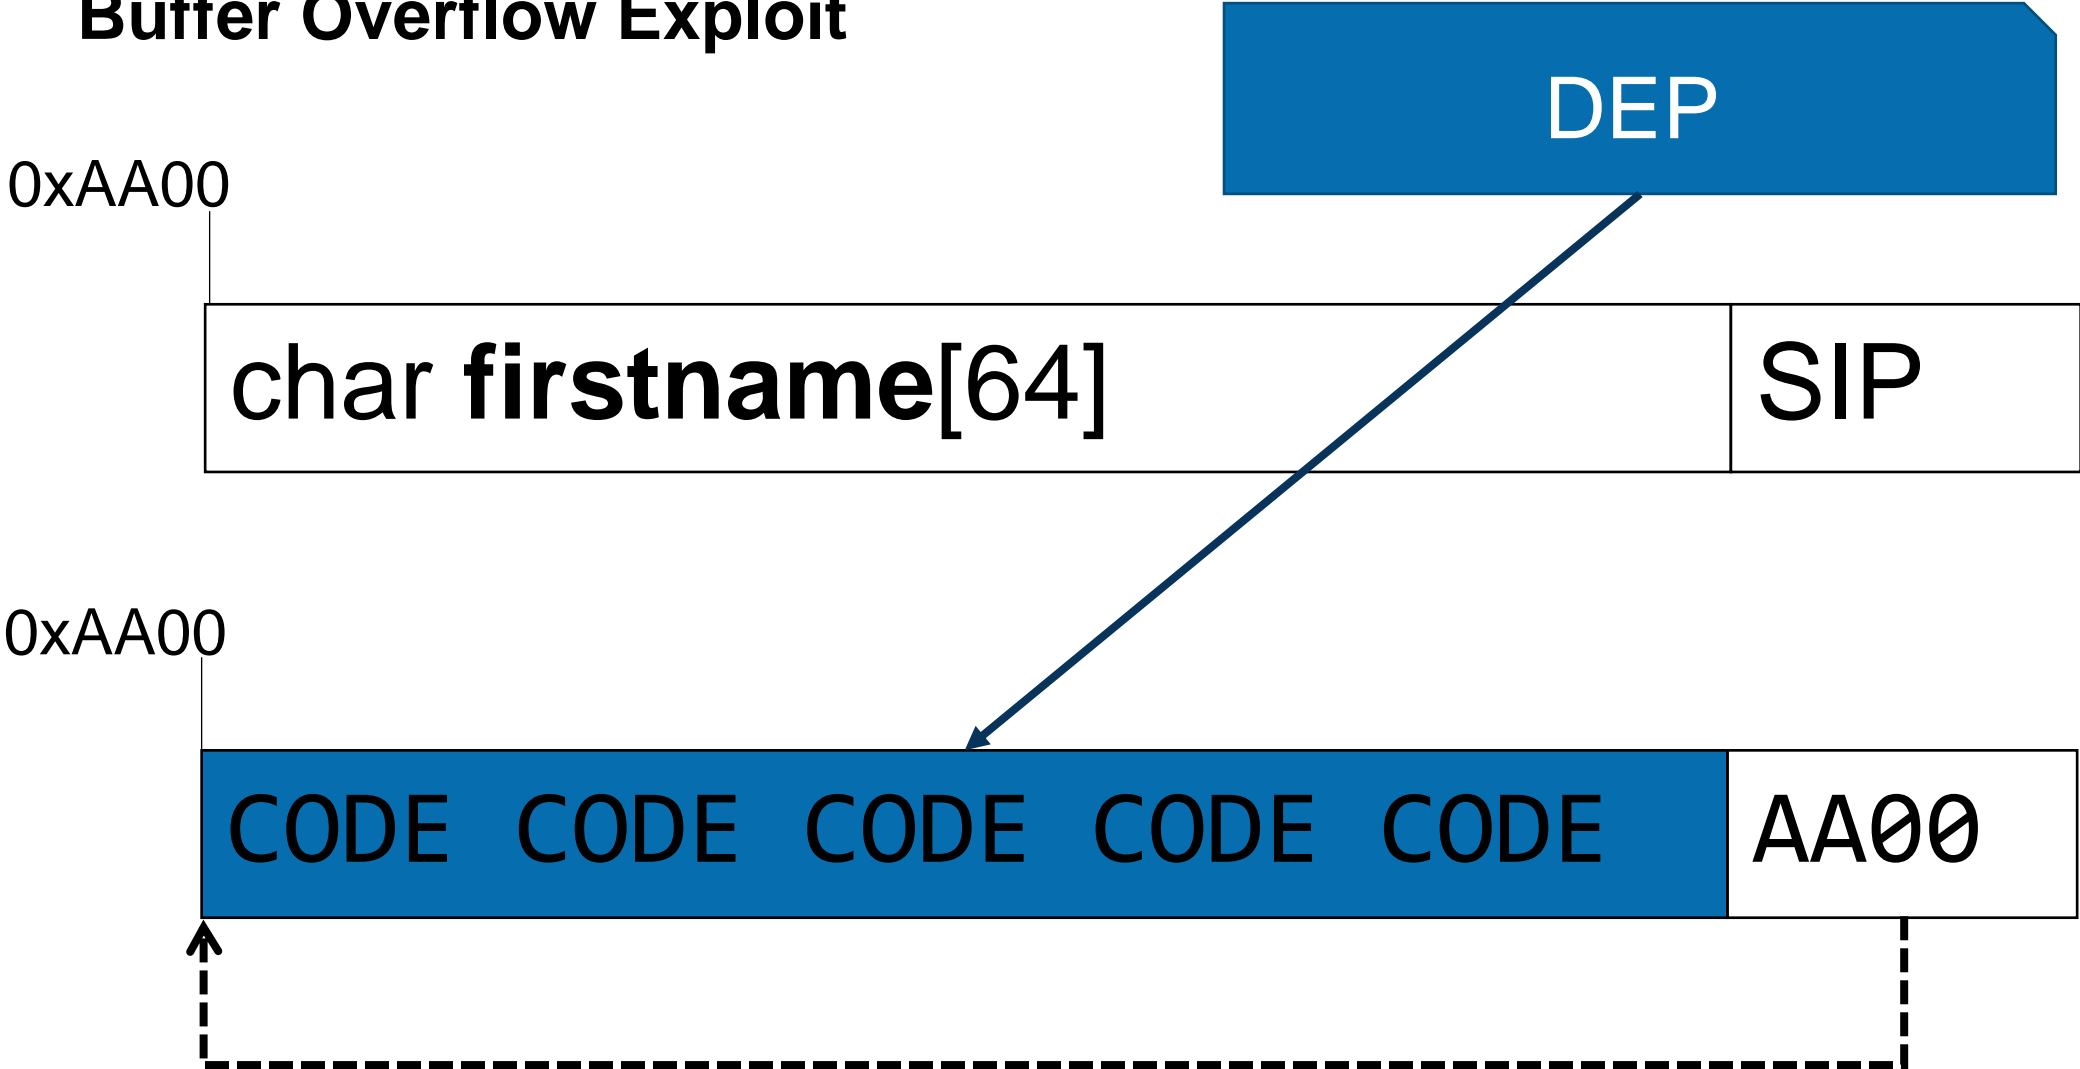 Buffer Overflow Exploit
DEP
0xAA00
char firstname[64]
SIP
0xAA00
CODE CODE CODE CODE CODE
AA00